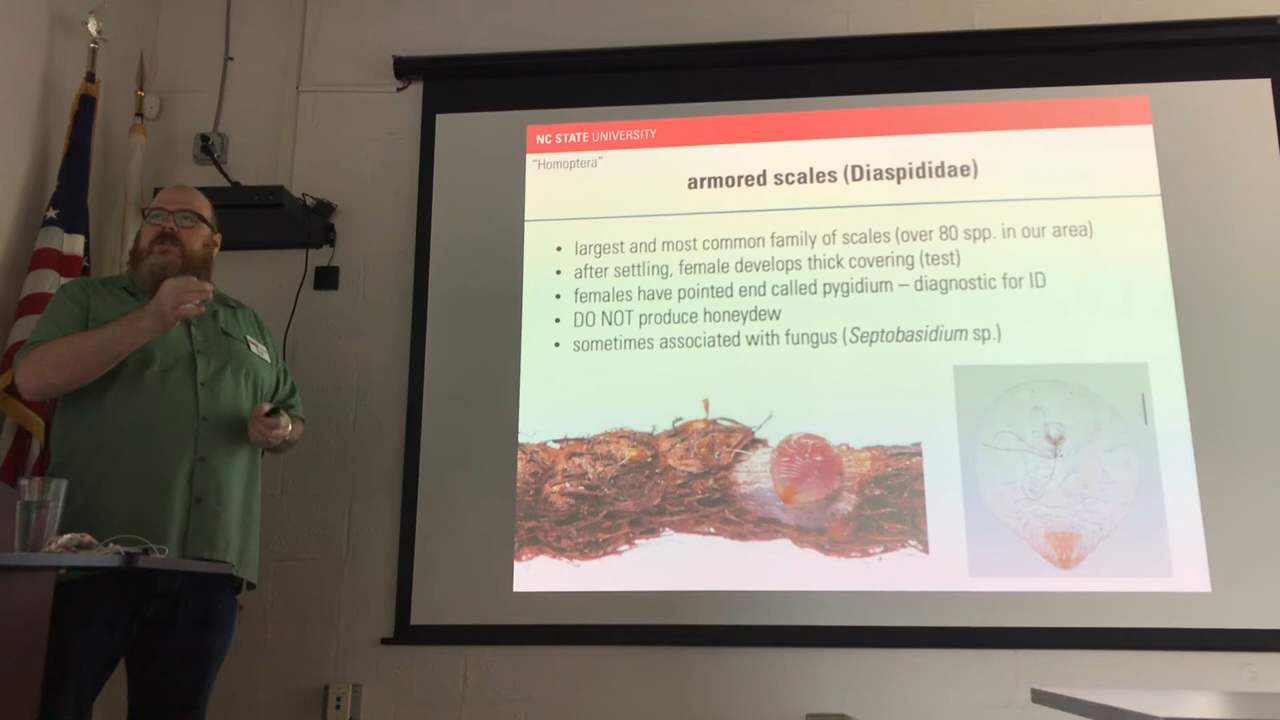 NC STATE UNIVERSITY
"Homoptera"
armored scales (Diaspididae)
• largest and most common family of scales (over 80 spp. in our area)
• after settling, female develops thick covering (test)
• females have pointed end called pygidium – diagnostic for ID
• DO NOT produce honeydew
• sometimes associated with fungus (Septobasidium sp.)